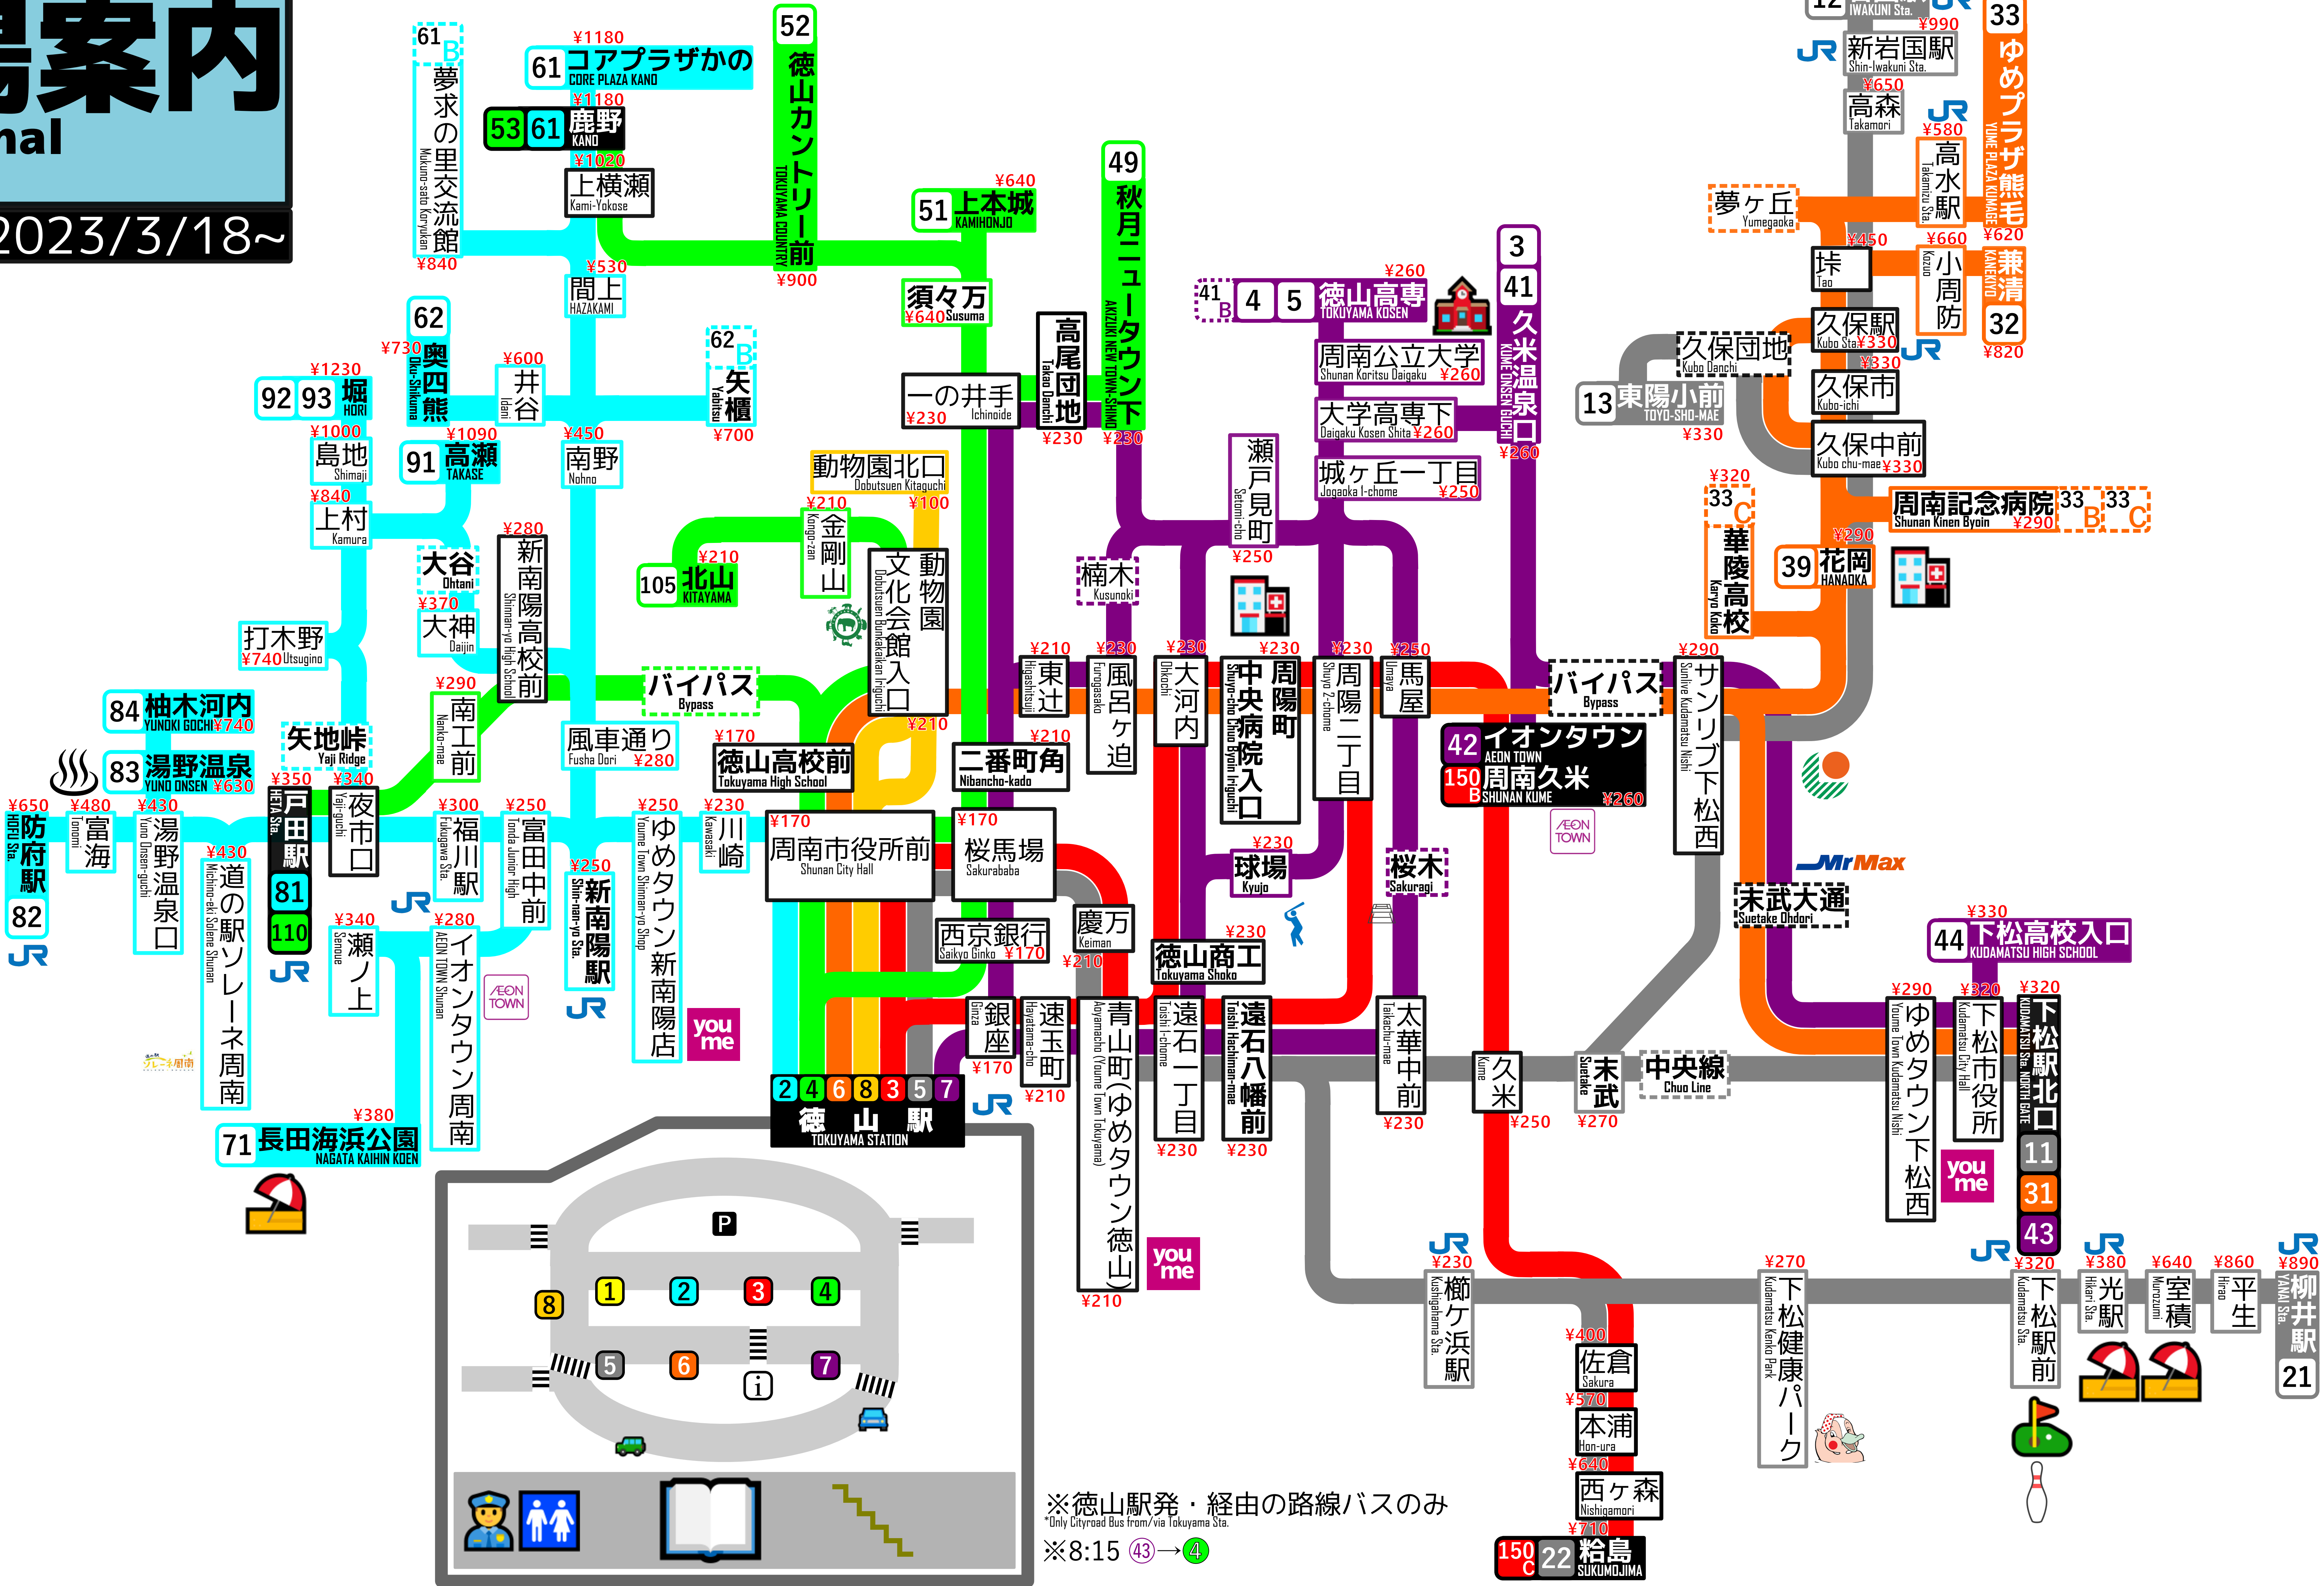 場案内
nal
2023/3/18~
61 B
夢求の里交流館
Mukuno-sato Koryukan
¥840
¥1180
61 コアプラザかの
CORE PLAZA KANO
¥1180
53 61 鹿野
KANO
¥1020
上横瀬
Kami-Yokose
52 徳山カントリー前
TOKUYAMA COUNTRY
¥900
¥640
51 上本城
KAMIHONJO
須々万
¥640 Susuma
49 秋月ニュータウン下
AKIZUKI NEW TOWN-SHIMO
¥230
高尾団地
Takao Danchi
¥230
一の井手
¥230 Ichinoide
¥530
間上
HAZAKAMI
62 奥四熊
Oku-Shikuma
¥730
¥600
井谷
Idani
62 B
矢櫃
Yabitsu
¥700
¥450
南野
Nohno
¥1230
92 93 堀
HORI
¥1000
島地
Shimaji
¥1090
91 高瀬
TAKASE
¥840
上村
Kamura
大谷
Ohtani
¥370
大神
Daijin
¥280
新南陽高校前
Shinnan-yo High School
打木野
¥740 Utsugino
84 柚木河内
YUNOKI GOCHI ¥740
83 湯野温泉
YUNO ONSEN ¥630
矢地峠
Yaji Ridge
¥290
南工前
Nanko-mae
風車通り
Fusha Dori ¥280
バイパス
Bypass
動物園北口
Dobutsuen Kitaguchi
¥100
¥210
金剛山
Kongo-zan
¥210
105 北山
KITAYAMA
動物園
文化会館入口
Dobutsuen Bunkakaikan Iriguchi
¥210
¥170
徳山高校前
Tokuyama High School
¥210
二番町角
Nibancho-kado
¥650
防府駅
HOFU Sta.
82
¥480
富海
Tonomi
¥430
湯野温泉口
Yuno Onsen-guchi
¥430
道の駅ソレーネ周南
Michino-eki Solene Shunan
¥350
戸田駅
HETA Sta.
81
110
¥340
夜市口
Yaji-guchi
¥300
福川駅
Fukugawa Sta.
¥250
富田中前
Tonda Junior High
¥250
新南陽駅
Shin-nan-yo Sta.
¥250
ゆめタウン新南陽店
Youme Town Shinnan-yo Shop
¥230
川崎
Kawasaki
¥170
周南市役所前
Shunan City Hall
¥170
桜馬場
Sakurababa
西京銀行
Saikyo Ginko ¥170
慶万
Keiman
¥210
¥340
瀬ノ上
Senoue
¥280
イオンタウン周南
AEON TOWN Shunan
¥380
71 長田海浜公園
NAGATA KAIHIN KOEN
ÆON TOWN
you me
銀座
Ginza
¥170
速玉町
Hayatama-cho
¥210
青山町(ゆめタウン徳山)
Aoyamacho (Youme Town Tokuyama)
¥210
you me
遠石一丁目
Toishi 1-chome
¥230
遠石八幡前
Toishi Hachiman-mae
¥230
¥230
徳山商工
Tokuyama Shoko
¥230
球場
Kyujo
2 4 6 8 3 5 7
徳山駅
TOKUYAMA STATION
¥260
41 B 4 5 徳山高専
TOKUYAMA KOSEN
周南公立大学
Shunan Koritsu Daigaku ¥260
大学高専下
Daigaku Kosen Shita ¥260
城ヶ丘一丁目
Jogaoka 1-chome ¥250
3
41
久米温泉口
KUME ONSEN GUCHI
¥260
瀬戸見町
Setomi-cho
¥250
楠木
Kusunoki
¥210
東辻
Higashitsuji
¥230
風呂ヶ迫
Furogasako
¥230
大河内
Ohkochi
¥230
周陽町
中央病院入口
Shuyo-cho Chuo Byoin Iriguchi
¥230
周陽二丁目
Shuyo 2-chome
¥250
馬屋
Umaya
桜木
Sakuragi
太華中前
Taikachu-mae
¥230
42 イオンタウン
AEON TOWN
150 B 周南久米
SHUNAN KUME ¥260
ÆON TOWN
バイパス
Bypass
¥290
サンリブ下松西
Sunlive Kudamatsu Nishi
久米
Kume
¥250
末武
Suetake
¥270
中央線
Chuo Line
末武大通
Suetake Ohdori
MrMax
12
IWAKUNI Sta.
¥990
新岩国駅
Shin-Iwakuni Sta.
¥650
高森
Takamori
33 ゆめプラザ熊毛
YUME PLAZA KUMAGE
¥620
¥580
高水駅
Takamizu Sta.
夢ヶ丘
Yumegaoka
¥450
垰
Tao
¥660
小周防
Kozuo
兼清
KANEKIYO
32
¥820
久保駅
Kubo Sta. ¥330
¥330
久保市
Kubo-ichi
久保中前
Kubo chu-mae ¥330
久保団地
Kubo Danchi
13 東陽小前
TOYO-SHO-MAE
¥330
周南記念病院 33 B 33 C
Shunan Kinen Byoin ¥290
¥320
33 C
華陵高校
Karyo Koko
¥290
39 花岡
HANAOKA
¥330
44 下松高校入口
KUDAMATSU HIGH SCHOOL
¥290
ゆめタウン下松西
Youme Town Kudamatsu Nishi
you me
¥320
下松市役所
Kudamatsu City Hall
¥320
下松駅北口
KUDAMATSU Sta. NORTH GATE
11
31
43
¥230
櫛ケ浜駅
Kushigahama Sta.
¥270
下松健康パーク
Kudamatsu Kenko Park
¥320
下松駅前
Kudamatsu Sta.
¥380
光駅
Hikari Sta.
¥640
室積
Murozumi
¥860
平生
Hirao
¥890
柳井駅
YANAI Sta.
21
¥400
佐倉
Sakura
¥570
本浦
Hon-ura
¥640
西ヶ森
Nishigamori
¥710
150 C 22 粭島
SUKUMOJIMA
P
8 1 2 3 4
5 6 7
i
※徳山駅発・経由の路線バスのみ
*Only Cityroad Bus from/via Tokuyama Sta.
※8:15 43→4